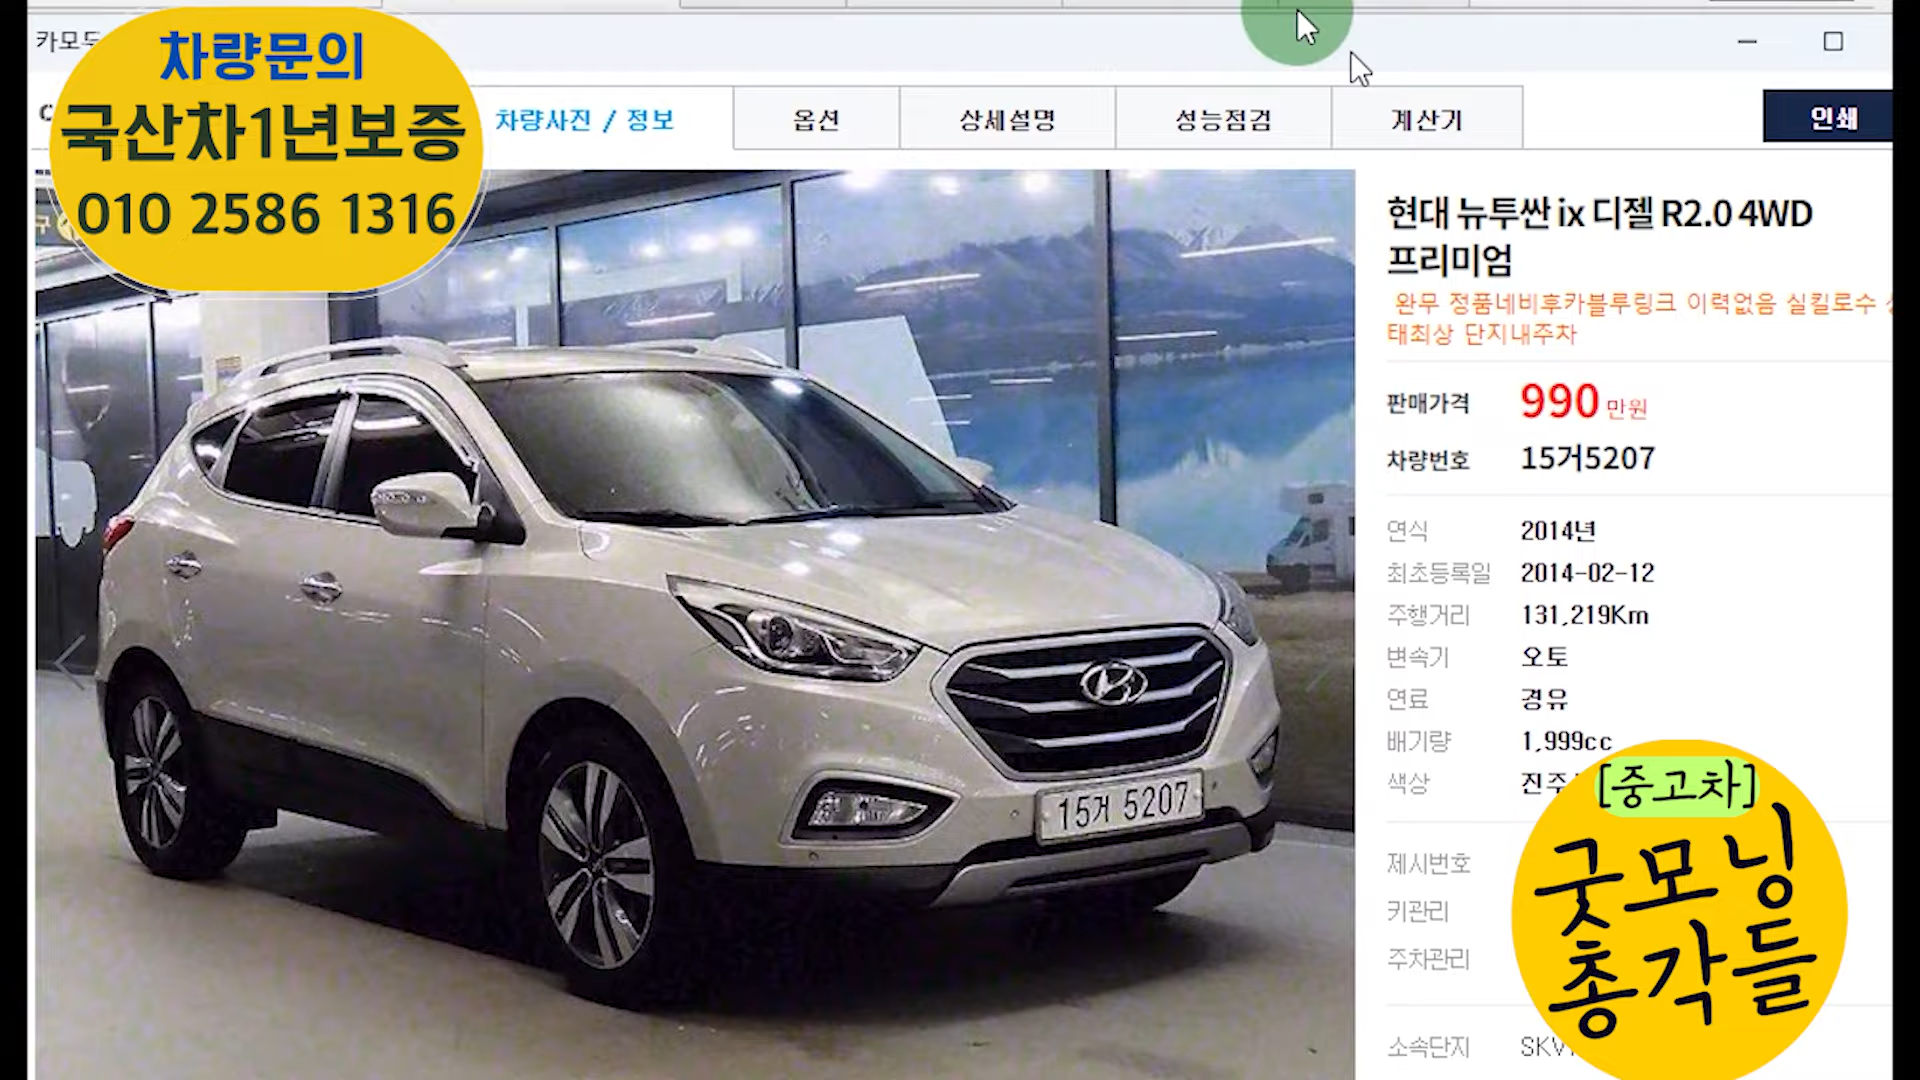 카모두
차량문의
국산차1년보증
010 2586 1316
차량사진 / 정보
옵션
상세설명
성능점검
계산기
인쇄
현대 뉴투싼 ix 디젤 R2.0 4WD
프리미엄
완무 정품네비후카블루링크 이력없음 실킬로수
태최상 단지내주차
판매가격 990 만원
차량번호 15거5207
연식 2014년
최초등록일 2014-02-12
주행거리 131,219Km
변속기 오토
연료 경유
배기량 1,999cc
색상 진주
제시번호
키관리
주차관리
소속단지 SKV1
15거 5207
[중고차]
굿모닝
총각들